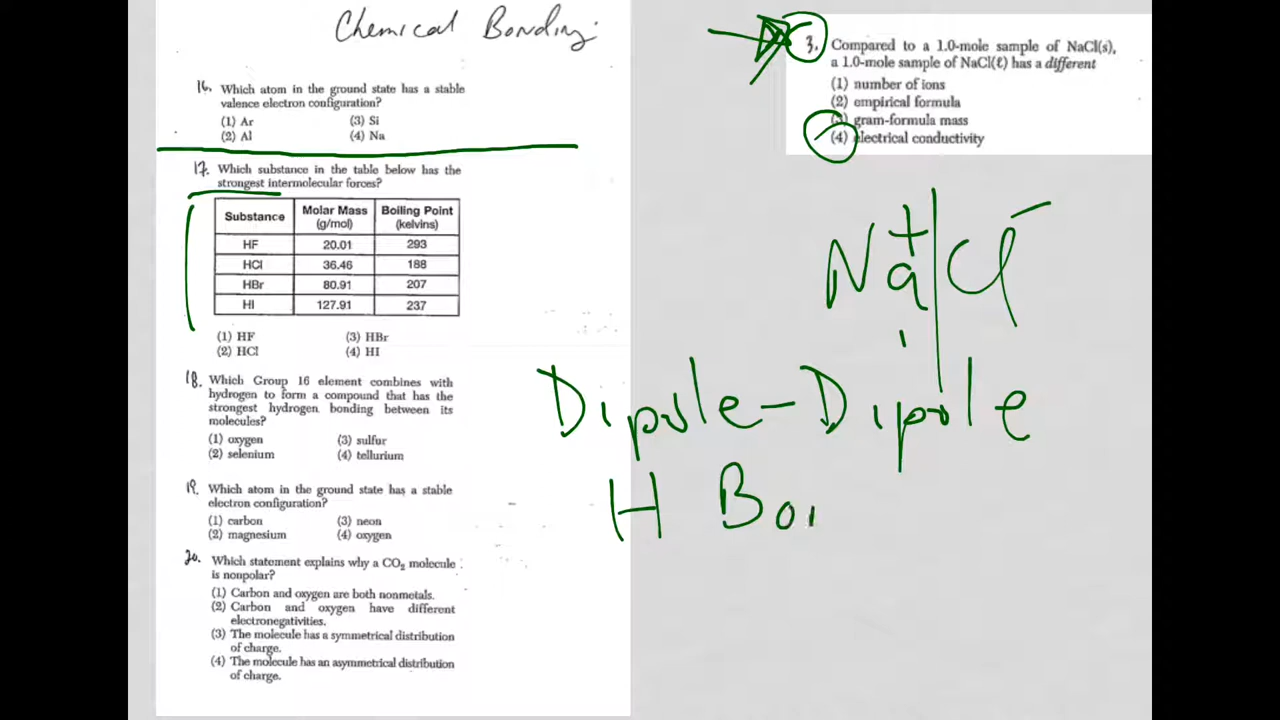 Chemical Bonding
16. Which atom in the ground state has a stable
valence electron configuration?
(1) Ar (3) Si
(2) Al (4) Na
17. Which substance in the table below has the
strongest intermolecular forces?
Substance Molar Mass (g/mol) Boiling Point (kelvins)
HF 20.01 293
HCl 36.46 188
HBr 80.91 207
HI 127.91 237
(1) HF (3) HBr
(2) HCl (4) HI
18. Which Group 16 element combines with
hydrogen to form a compound that has the
strongest hydrogen bonding between its
molecules?
(1) oxygen (3) sulfur
(2) selenium (4) tellurium
19. Which atom in the ground state has a stable
electron configuration?
(1) carbon (3) neon
(2) magnesium (4) oxygen
20. Which statement explains why a CO₂ molecule
is nonpolar?
(1) Carbon and oxygen are both nonmetals.
(2) Carbon and oxygen have different
electronegativities.
(3) The molecule has a symmetrical distribution
of charge.
(4) The molecule has an asymmetrical distribution
of charge.
3. Compared to a 1.0-mole sample of NaCl(s),
a 1.0-mole sample of NaCl(ℓ) has a different
(1) number of ions
(2) empirical formula
(3) gram-formula mass
(4) electrical conductivity
Na⁺ Cl⁻
Dipole-Dipole
H Bo